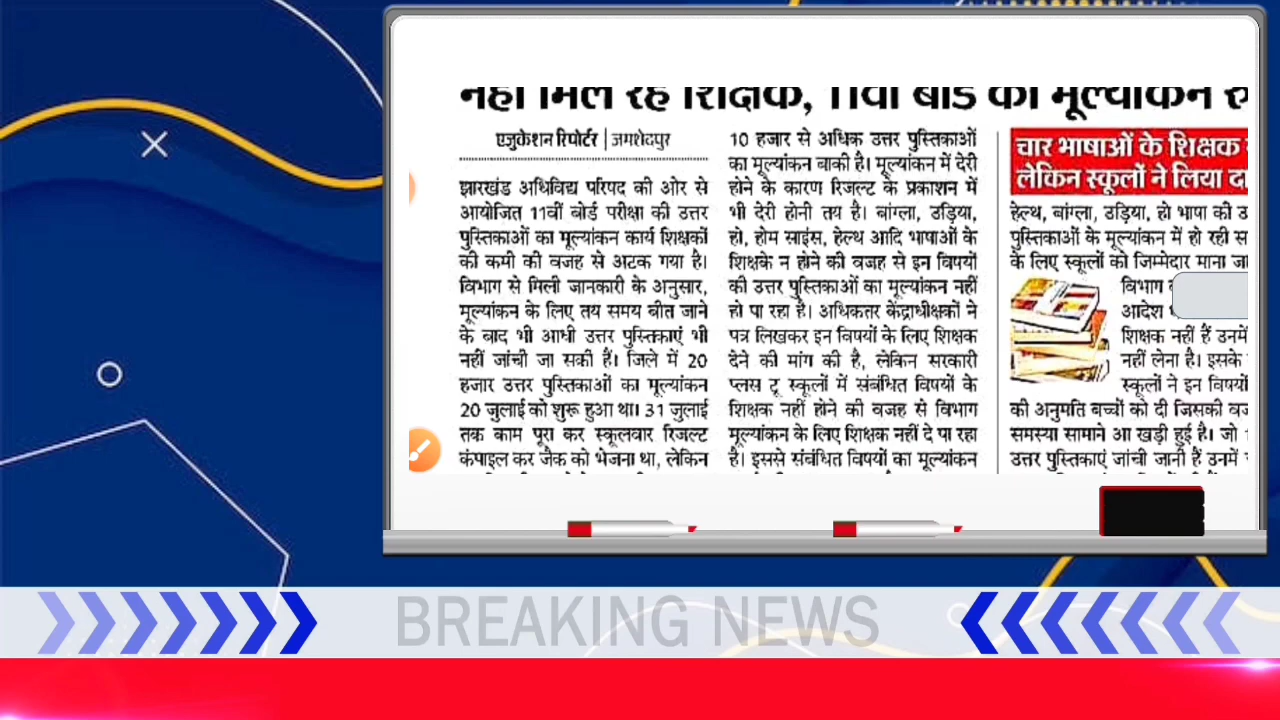 नहीं मिल रहे शिक्षक, 11वीं बोर्ड की मूल्यांकन
एजुकेशन रिपोर्टर | जमशेदपुर
झारखंड अधिविद्य परिषद की ओर से
आयोजित 11वीं बोर्ड परीक्षा की उत्तर
पुस्तिकाओं का मूल्यांकन कार्य शिक्षकों
की कमी की वजह से अटक गया है।
विभाग से मिली जानकारी के अनुसार,
मूल्यांकन के लिए तय समय बीत जाने
के बाद भी आधी उत्तर पुस्तिकाएं भी
नहीं जांची जा सकी हैं। जिले में 20
हजार उत्तर पुस्तिकाओं का मूल्यांकन
20 जुलाई को शुरू हुआ था। 31 जुलाई
तक काम पूरा कर स्कूलवार रिजल्ट
कंपाइल कर जैक को भेजना था, लेकिन
10 हजार से अधिक उत्तर पुस्तिकाओं
का मूल्यांकन बाकी है। मूल्यांकन में देरी
होने के कारण रिजल्ट के प्रकाशन में
भी देरी होनी तय है। बांग्ला, उड़िया,
हो, होम साइंस, हेल्थ आदि भाषाओं के
शिक्षके न होने की वजह से इन विषयों
की उत्तर पुस्तिकाओं का मूल्यांकन नहीं
हो पा रहा है। अधिकतर केंद्राधीक्षकों ने
पत्र लिखकर इन विषयों के लिए शिक्षक
देने की मांग की है, लेकिन सरकारी
प्लस टू स्कूलों में संबंधित विषयों के
शिक्षक नहीं होने की वजह से विभाग
मूल्यांकन के लिए शिक्षक नहीं दे पा रहा
है। इससे संबंधित विषयों का मूल्यांकन
चार भाषाओं के शिक्षक
लेकिन स्कूलों ने लिया
हेल्थ, बांग्ला, उड़िया, हो भाषा की
पुस्तिकाओं के मूल्यांकन में हो रही
के लिए स्कूलों को जिम्मेदार माना
विभाग
आदेश
शिक्षक नहीं हैं उनमें
नहीं लेना है। इसके
स्कूलों ने इन विषयों
की अनुमति बच्चों को दी जिसकी
समस्या सामाने आ खड़ी हुई है। जो
उत्तर पुस्तिकाएं जांची जानी हैं उनमें
BREAKING NEWS